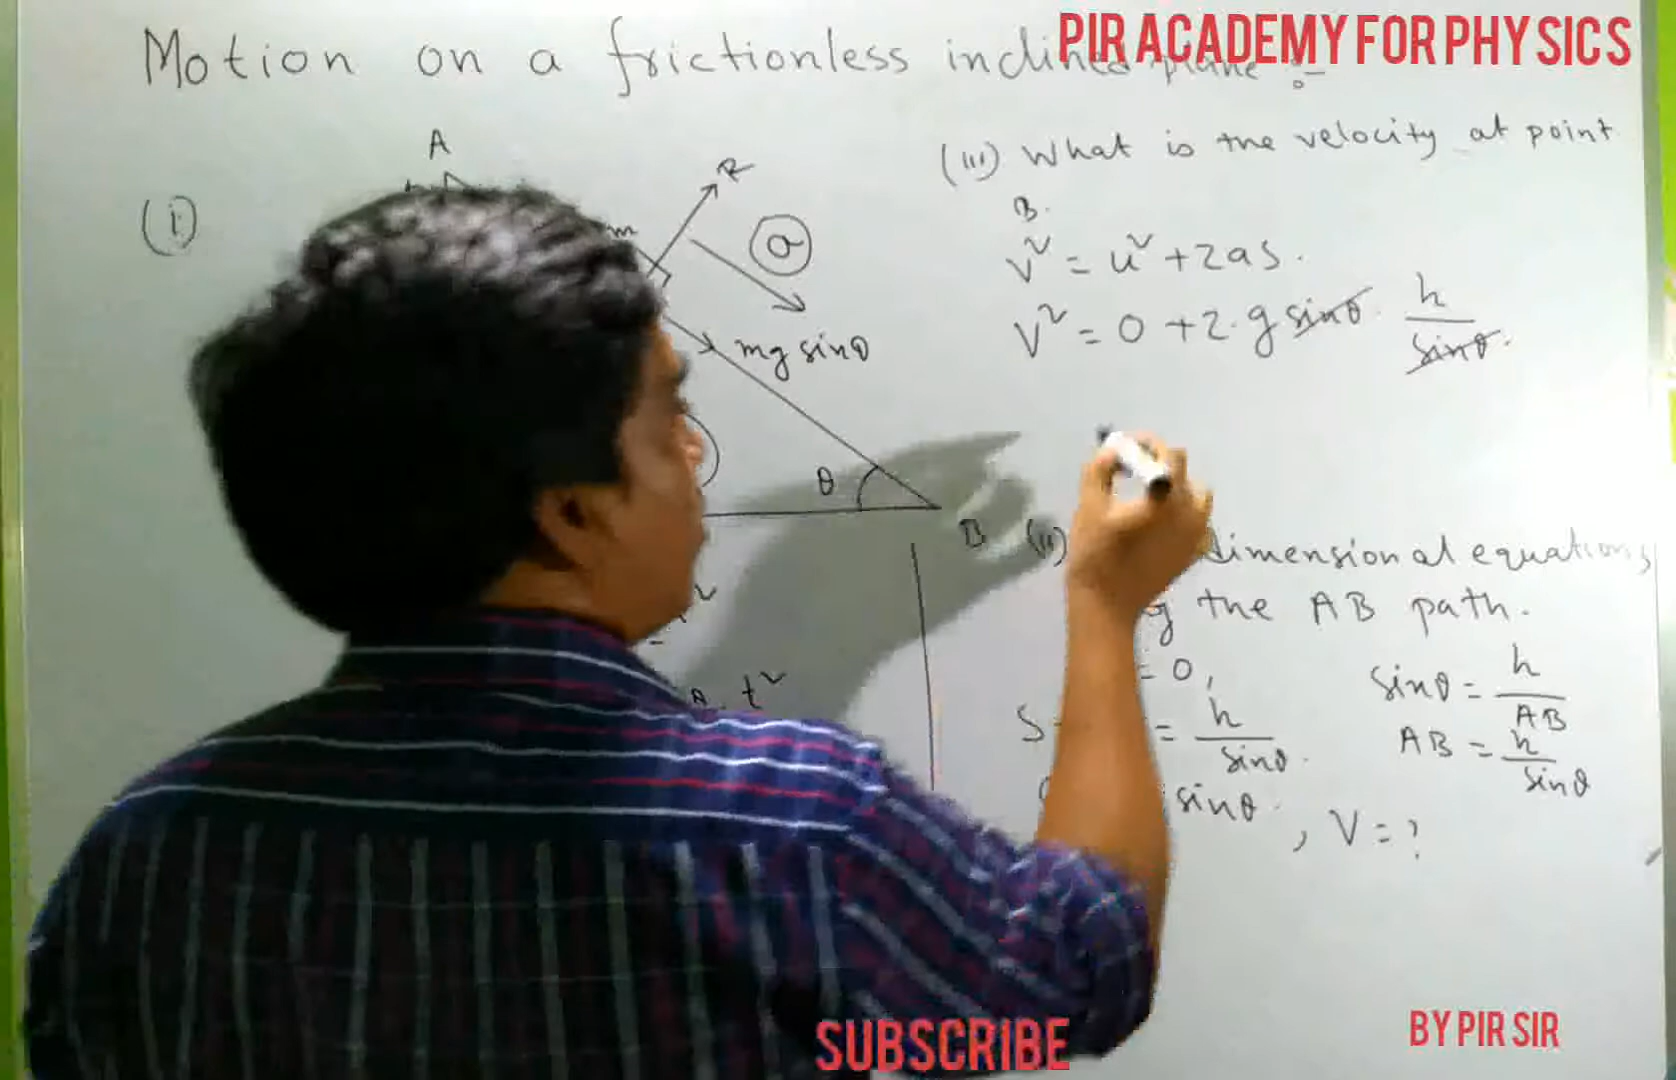 PIR ACADEMY FOR PHYSICS
Motion on a frictionless inclined plane :-
(i)
A
m
R
a
mg sinθ
θ
B
t²
(iii) What is the velocity at point
B.
v² = u² + 2as.
v² = 0 + 2. g sinθ. h / sinθ.
(ii)
dimensional equations
the AB path.
= 0,
S = h / sinθ.
sinθ = h / AB
AB = h / sinθ
sinθ. , V = ?
SUBSCRIBE
BY PIR SIR